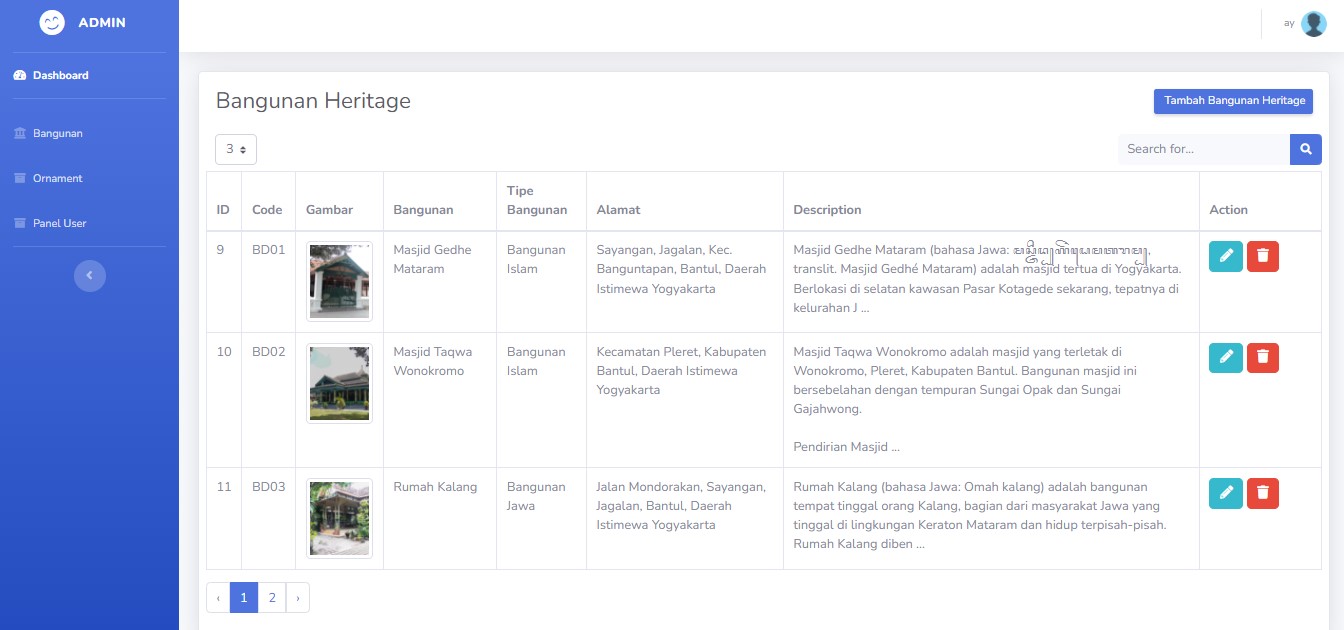 ADMIN
ay
Dashboard
Bangunan
Ornament
Panel User
Bangunan Heritage
Tambah Bangunan Heritage
3
Search for...
ID
Code
Gambar
Bangunan
Tipe
Bangunan
Alamat
Description
Action
9
BD01
Masjid Gedhe
Mataram
Bangunan
Islam
Sayangan, Jagalan, Kec.
Banguntapan, Bantul, Daerah
Istimewa Yogyakarta
Masjid Gedhe Mataram (bahasa Jawa: ,
translit. Masjid Gedhé Mataram) adalah masjid tertua di Yogyakarta.
Berlokasi di selatan kawasan Pasar Kotagede sekarang, tepatnya di
kelurahan J ...
10
BD02
Masjid Taqwa
Wonokromo
Bangunan
Islam
Kecamatan Pleret, Kabupaten
Bantul, Daerah Istimewa
Yogyakarta
Masjid Taqwa Wonokromo adalah masjid yang terletak di
Wonokromo, Pleret, Kabupaten Bantul. Bangunan masjid ini
bersebelahan dengan tempuran Sungai Opak dan Sungai
Gajahwong.
Pendirian Masjid ...
11
BD03
Rumah Kalang
Bangunan
Jawa
Jalan Mondorakan, Sayangan,
Jagalan, Bantul, Daerah
Istimewa Yogyakarta
Rumah Kalang (bahasa Jawa: Omah kalang) adalah bangunan
tempat tinggal orang Kalang, bagian dari masyarakat Jawa yang
tinggal di lingkungan Keraton Mataram dan hidup terpisah-pisah.
Rumah Kalang diben ...
‹ 1 2 ›